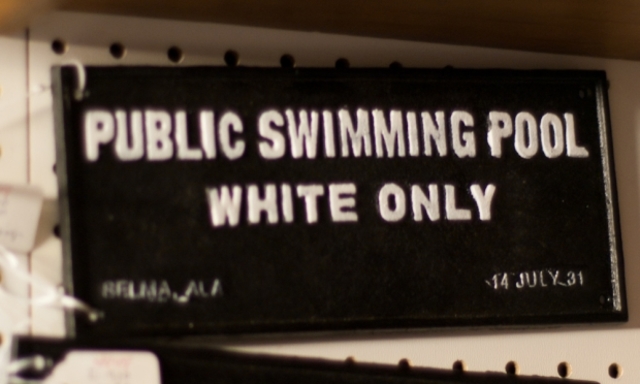 PUBLIC SWIMMING POOL
WHITE ONLY
SELMA, ALA
14 JULY 31